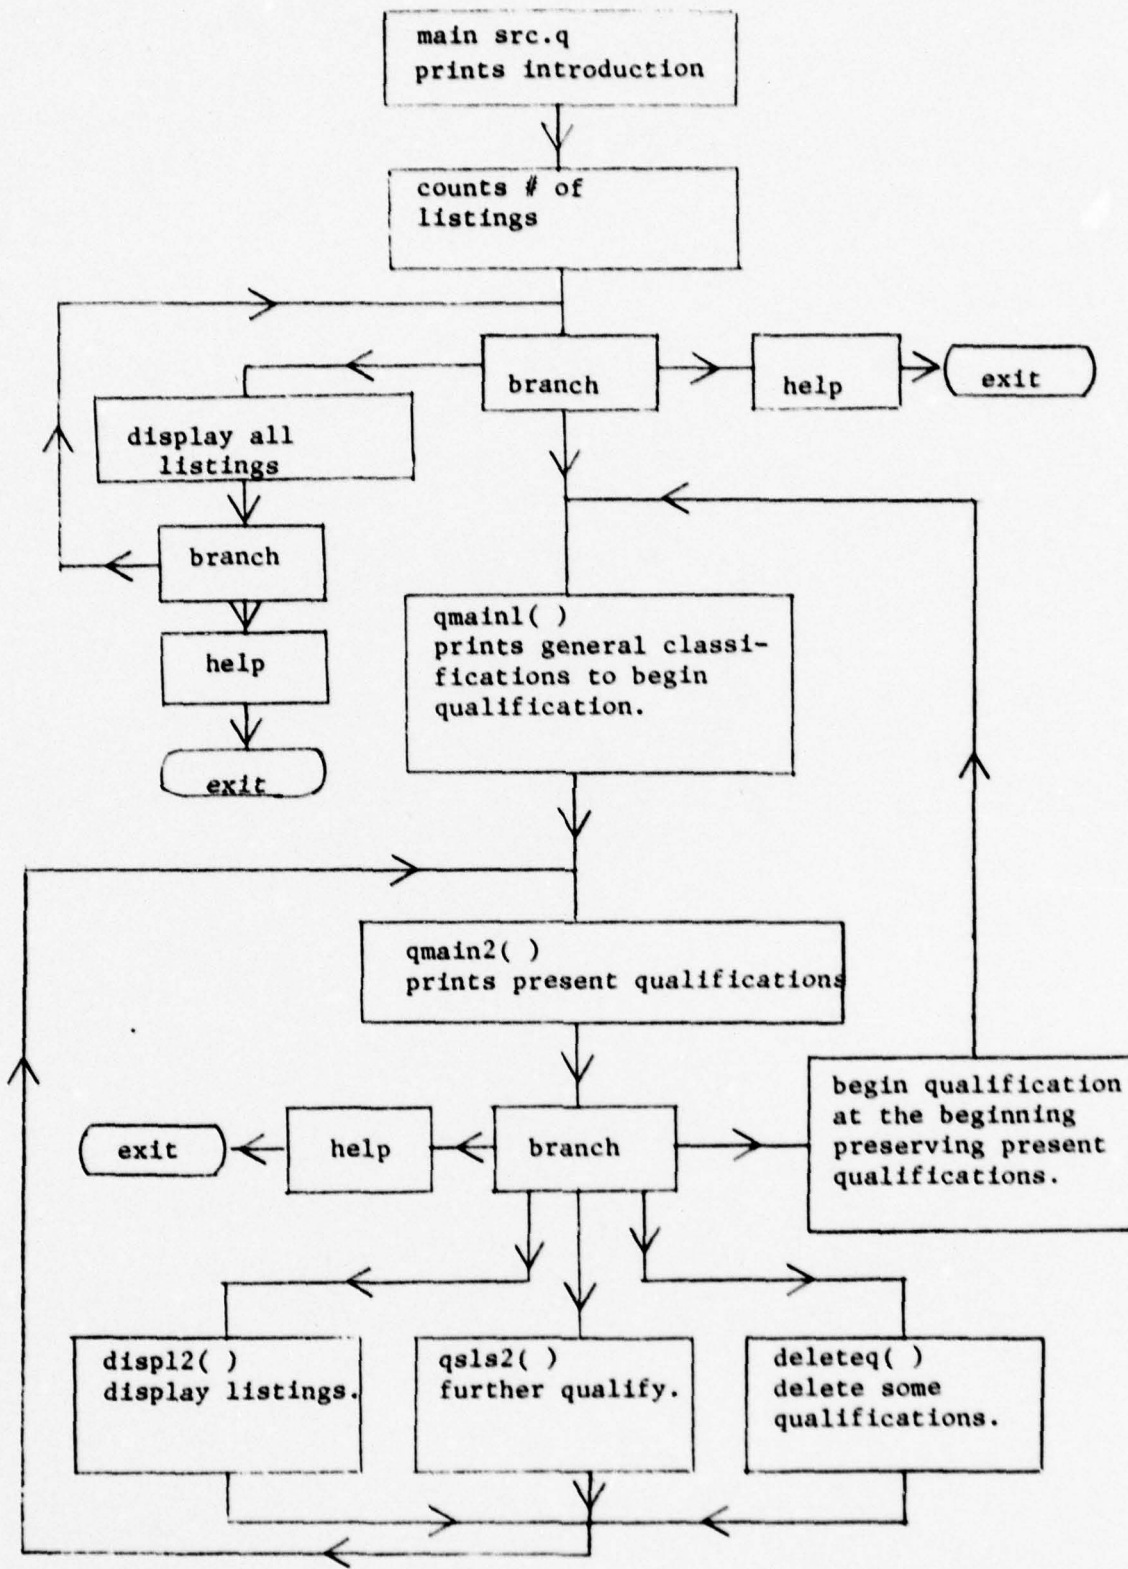 main src.q
prints introduction
counts # of
listings
branch
help
exit
display all
listings
branch
help
exit
qmain1( )
prints general classi-
fications to begin
qualification.
qmain2( )
prints present qualifications
begin qualification
at the beginning
preserving present
qualifications.
exit
help
branch
displ2( )
display listings.
qsls2( )
further qualify.
deleteq( )
delete some
qualifications.